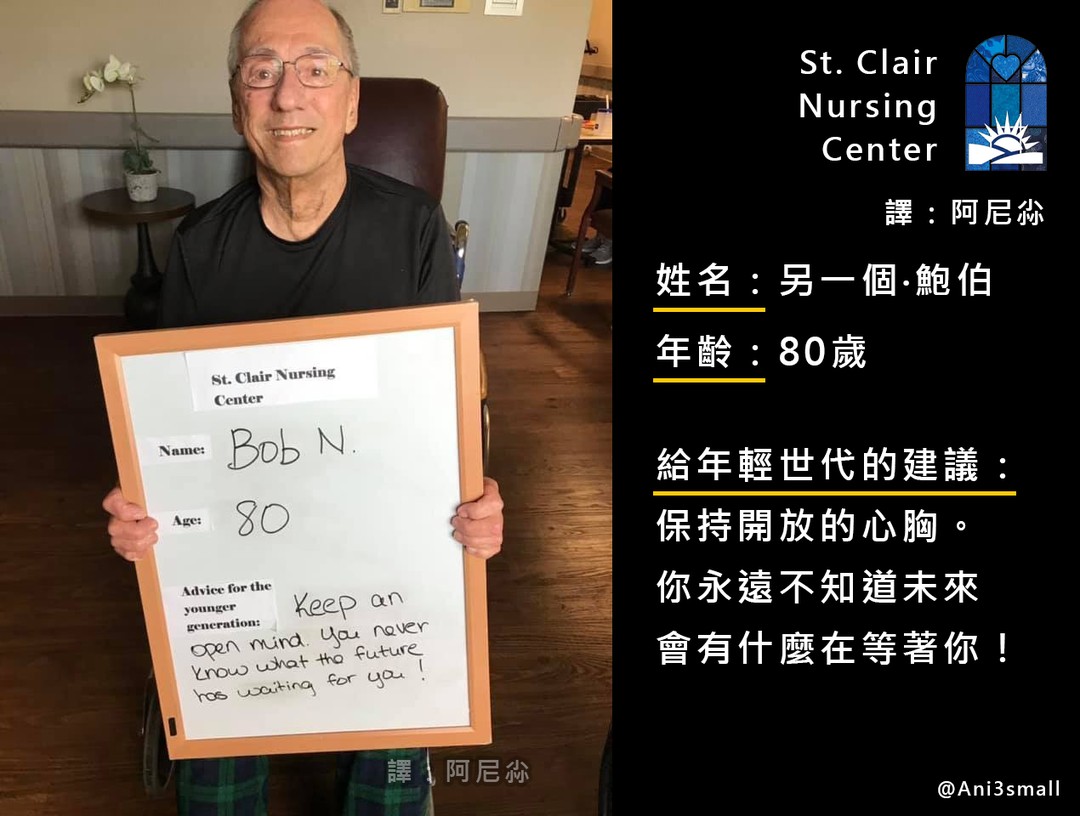 St. Clair Nursing
Center
Name: Bob N.
Age: 80
Advice for the
younger
generation: Keep an
open mind. You never
know what the future
has waiting for you!
譯：阿尼尛
St. Clair
Nursing
Center
譯：阿尼尛
姓名：另一個·鮑伯
年齡：80歲
給年輕世代的建議：
保持開放的心胸。
你永遠不知道未來
會有什麼在等著你！
@Ani3small